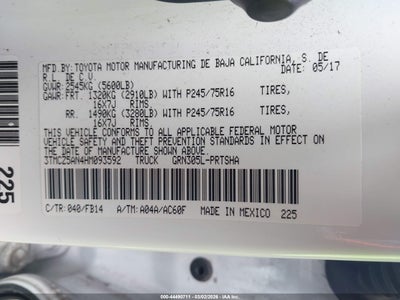 MFD.BY:TOYOTA MOTOR MANUFACTURING DE BAJA CALIFORNIA, S. DE
R.L. DE C.V. DATE: 05/17
GVWR: 2545KG (5600LB)
GAWR:FRT. 1320KG (2910LB) WITH P245/75R16 TIRES,
16X7J RIMS
RR. 1490KG (3280LB) WITH P245/75R16 TIRES,
16X7J RIMS
THIS VEHICLE CONFORMS TO ALL APPLICABLE FEDERAL MOTOR
VEHICLE SAFETY AND THEFT PREVENTION STANDARDS IN EFFECT
ON THE DATE OF MANUFACTURE SHOWN ABOVE.
3TMCZ5AN4HM093592 TRUCK GRN305L-PRTSHA
C/TR: 040/FB14 A/TM: A04A/AC60F MADE IN MEXICO 225
225
000-44490711 - 03/02/2026 - IAA Inc.